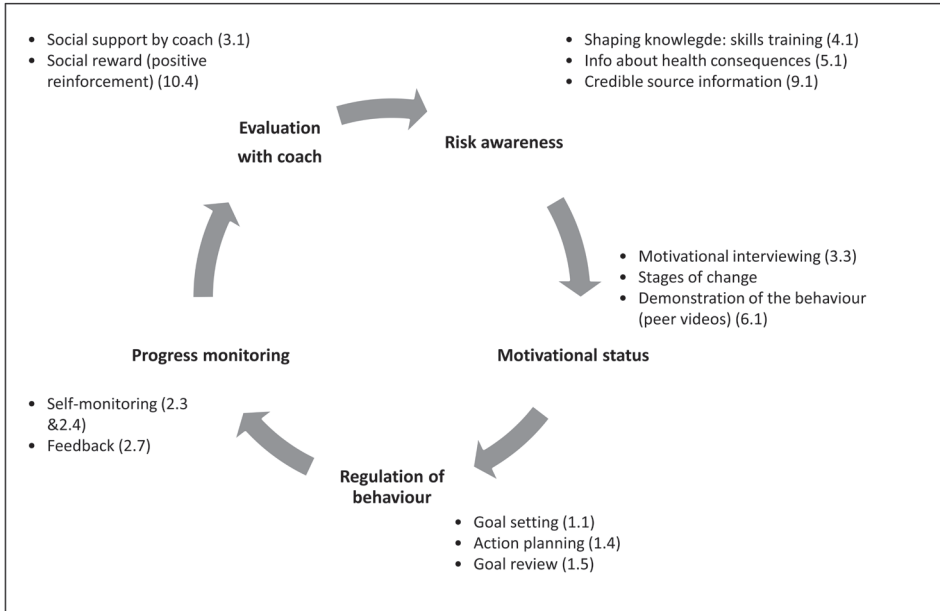 • Social support by coach (3.1)
• Social reward (positive
reinforcement) (10.4)
• Shaping knowlegde: skills training (4.1)
• Info about health consequences (5.1)
• Credible source information (9.1)
Evaluation
with coach
Risk awareness
• Motivational interviewing (3.3)
• Stages of change
• Demonstration of the behaviour
(peer videos) (6.1)
Progress monitoring
Motivational status
• Self-monitoring (2.3
&2.4)
• Feedback (2.7)
Regulation of
behaviour
• Goal setting (1.1)
• Action planning (1.4)
• Goal review (1.5)